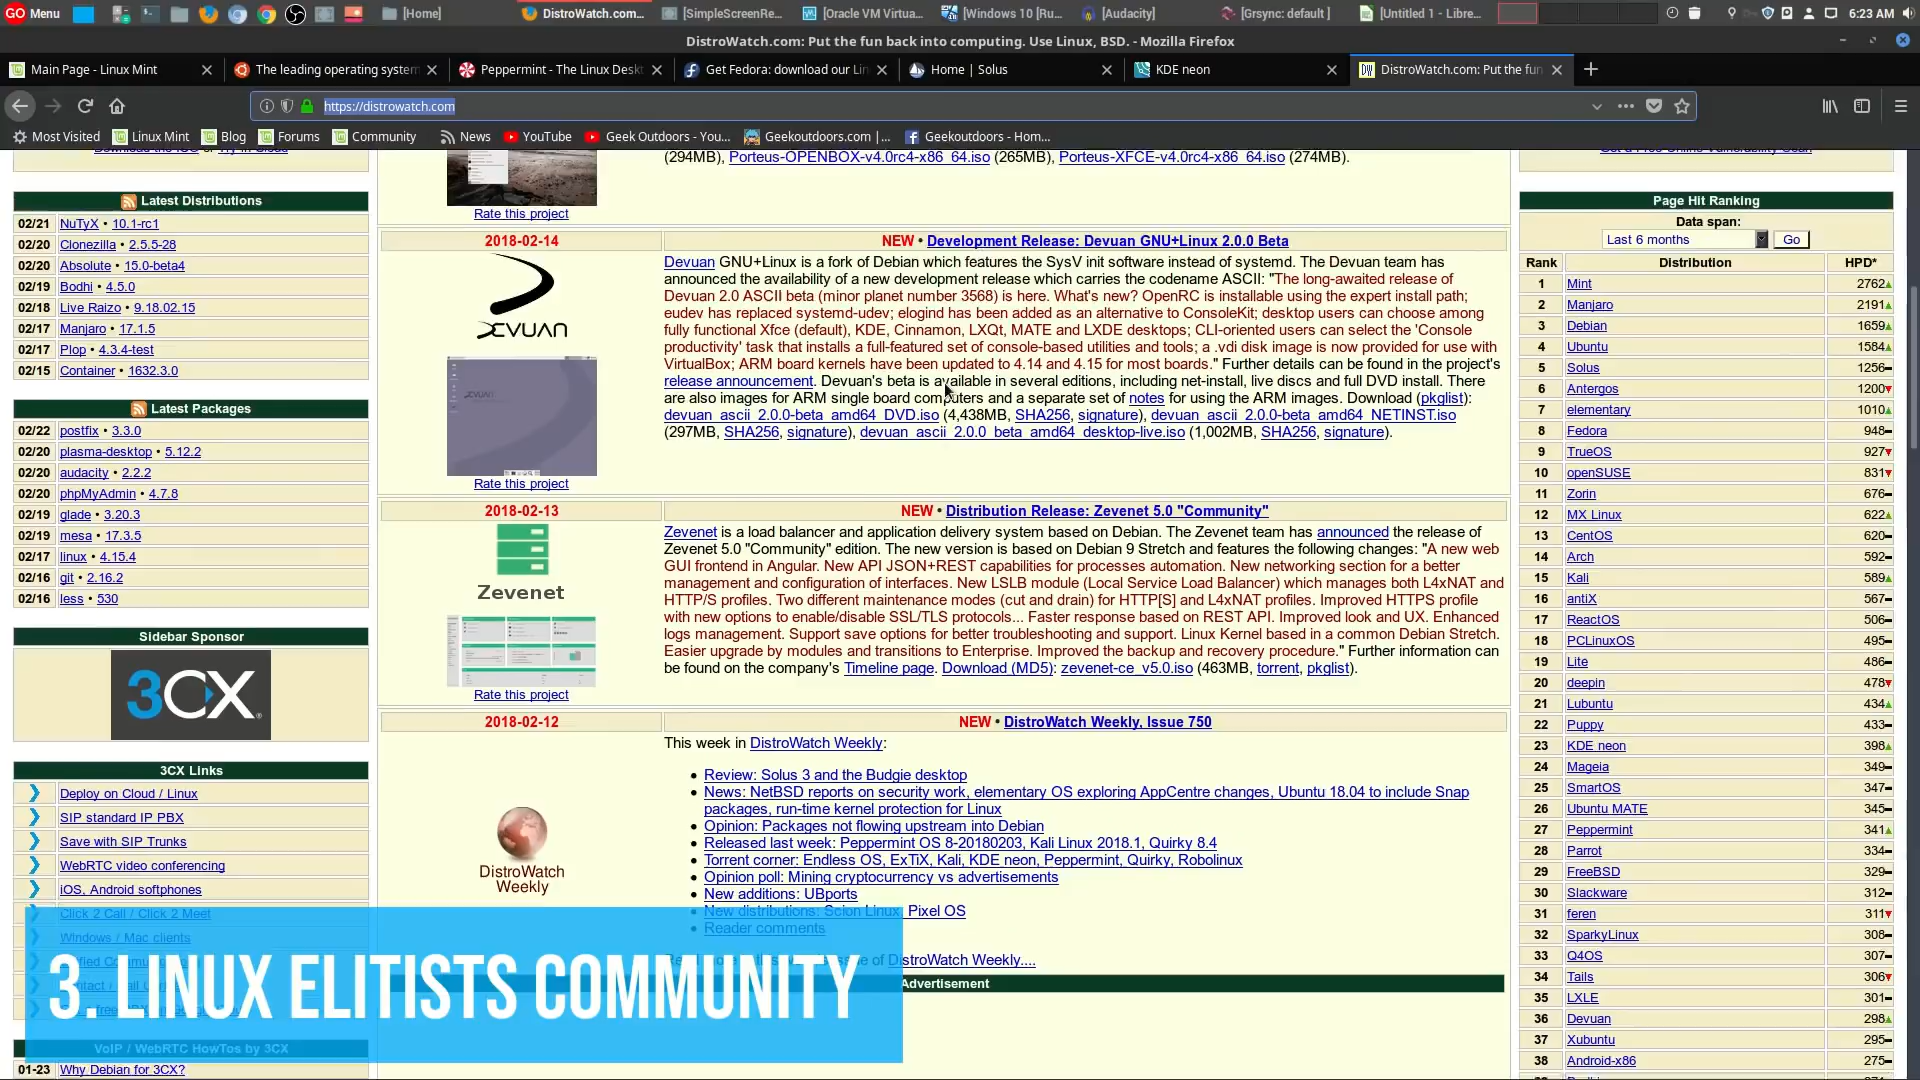 Menu
[Home]
DistroWatch.com...
[SimpleScreenRe...
[Oracle VM Virtua...
[Windows 10 [Ru...
[Audacity]
[Grsync: default ]
[Untitled 1 - Libre...
6:23 AM
DistroWatch.com: Put the fun back into computing. Use Linux, BSD. - Mozilla Firefox
Main Page - Linux Mint
The leading operating system
Peppermint - The Linux Deskt
Get Fedora: download our Lin
Home | Solus
KDE neon
DistroWatch.com: Put the fun
https://distrowatch.com
Most Visited
Linux Mint
Blog
Forums
Community
News
YouTube
Geek Outdoors - You...
Geekoutdoors.com |...
Geekoutdoors - Hom...
Latest Distributions
02/21 NuTyX • 10.1-rc1
02/20 Clonezilla • 2.5.5-28
02/20 Absolute • 15.0-beta4
02/19 Bodhi • 4.5.0
02/18 Live Raizo • 9.18.02.15
02/17 Manjaro • 17.1.5
02/17 Plop • 4.3.4-test
02/15 Container • 1632.3.0
Latest Packages
02/22 postfix • 3.3.0
02/20 plasma-desktop • 5.12.2
02/20 audacity • 2.2.2
02/20 phpMyAdmin • 4.7.8
02/19 glade • 3.20.3
02/19 mesa • 17.3.5
02/17 linux • 4.15.4
02/16 git • 2.16.2
02/16 less • 530
Sidebar Sponsor
3CX
3CX Links
Deploy on Cloud / Linux
SIP standard IP PBX
Save with SIP Trunks
WebRTC video conferencing
iOS, Android softphones
Click 2 Call / Click 2 Meet
Windows / Mac clients
VoIP / WebRTC HowTos by 3CX
01-23 Why Debian for 3CX?
(294MB), Porteus-OPENBOX-v4.0rc4-x86_64.iso (265MB), Porteus-XFCE-v4.0rc4-x86_64.iso (274MB).
Rate this project
2018-02-14
NEW • Development Release: Devuan GNU+Linux 2.0.0 Beta
DEVUAN
Devuan GNU+Linux is a fork of Debian which features the SysV init software instead of systemd. The Devuan team has
announced the availability of a new development release which carries the codename ASCII: "The long-awaited release of
Devuan 2.0 ASCII beta (minor planet number 3568) is here. What's new? OpenRC is installable using the expert install path;
eudev has replaced systemd-udev; elogind has been added as an alternative to ConsoleKit; desktop users can choose among
fully functional Xfce (default), KDE, Cinnamon, LXQt, MATE and LXDE desktops; CLI-oriented users can select the 'Console
productivity' task that installs a full-featured set of console-based utilities and tools; a .vdi disk image is now provided for use with
VirtualBox; ARM board kernels have been updated to 4.14 and 4.15 for most boards." Further details can be found in the project's
release announcement. Devuan's beta is available in several editions, including net-install, live discs and full DVD install. There
are also images for ARM single board computers and a separate set of notes for using the ARM images. Download (pkglist):
devuan_ascii_2.0.0-beta_amd64_DVD.iso (4,438MB, SHA256, signature), devuan_ascii_2.0.0-beta_amd64_NETINST.iso
(297MB, SHA256, signature), devuan_ascii_2.0.0_beta_amd64_desktop-live.iso (1,002MB, SHA256, signature).
Rate this project
2018-02-13
NEW • Distribution Release: Zevenet 5.0 "Community"
Zevenet
Zevenet is a load balancer and application delivery system based on Debian. The Zevenet team has announced the release of
Zevenet 5.0 "Community" edition. The new version is based on Debian 9 Stretch and features the following changes: "A new web
GUI frontend in Angular. New API JSON+REST capabilities for processes automation. New networking section for a better
management and configuration of interfaces. New LSLB module (Local Service Load Balancer) which manages both L4xNAT and
HTTP/S profiles. Two different maintenance modes (cut and drain) for HTTP[S] and L4xNAT profiles. Improved HTTPS profile
with new options to enable/disable SSL/TLS protocols... Faster response based on REST API. Improved look and UX. Enhanced
logs management. Support save options for better troubleshooting and support. Linux Kernel based in a common Debian Stretch.
Easier upgrade by modules and transitions to Enterprise. Improved the backup and recovery procedure." Further information can
be found on the company's Timeline page. Download (MD5): zevenet-ce_v5.0.iso (463MB, torrent, pkglist).
Rate this project
2018-02-12
NEW • DistroWatch Weekly, Issue 750
DistroWatch
Weekly
This week in DistroWatch Weekly:
• Review: Solus 3 and the Budgie desktop
• News: NetBSD reports on security work, elementary OS exploring AppCentre changes, Ubuntu 18.04 to include Snap
packages, run-time kernel protection for Linux
• Opinion: Packages not flowing upstream into Debian
• Released last week: Peppermint OS 8-20180203, Kali Linux 2018.1, Quirky 8.4
• Torrent corner: Endless OS, ExTiX, Kali, KDE neon, Peppermint, Quirky, Robolinux
• Opinion poll: Mining cryptocurrency vs advertisements
• New additions: UBports
• New distributions: Scion Linux, Pixel OS
• Reader comments
of DistroWatch Weekly....
Advertisement
3. LINUX ELITISTS COMMUNITY
Page Hit Ranking
Data span:
Last 6 months
Go
Rank Distribution HPD*
1 Mint 2762
2 Manjaro 2191
3 Debian 1659
4 Ubuntu 1584
5 Solus 1256
6 Antergos 1200
7 elementary 1010
8 Fedora 948
9 TrueOS 927
10 openSUSE 831
11 Zorin 676
12 MX Linux 622
13 CentOS 620
14 Arch 592
15 Kali 589
16 antiX 567
17 ReactOS 506
18 PCLinuxOS 495
19 Lite 486
20 deepin 478
21 Lubuntu 434
22 Puppy 433
23 KDE neon 398
24 Mageia 349
25 SmartOS 347
26 Ubuntu MATE 345
27 Peppermint 341
28 Parrot 334
29 FreeBSD 329
30 Slackware 312
31 feren 311
32 SparkyLinux 308
33 Q4OS 307
34 Tails 306
35 LXLE 301
36 Devuan 298
37 Xubuntu 295
38 Android-x86 275